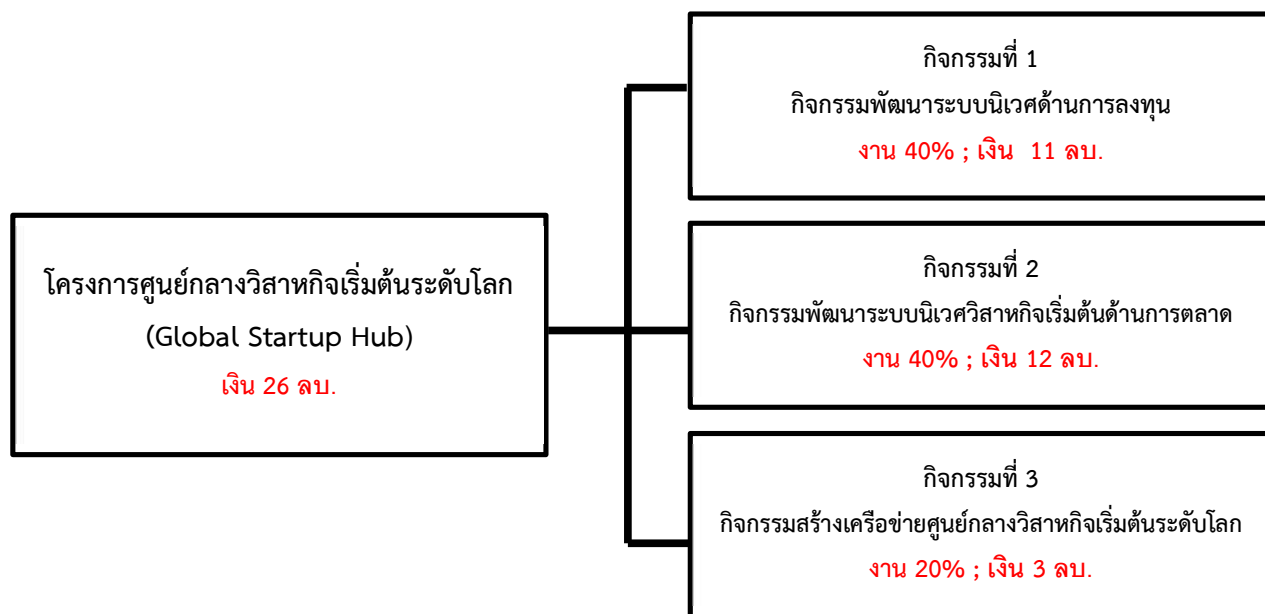 กิจกรรมที่ 1
กิจกรรมพัฒนาระบบนิเวศด้านการลงทุน
งาน 40% ; เงิน  11 ลบ.
โครงการศูนย์กลางวิสาหกิจเริ่มต้นระดับโลก
(Global Startup Hub)
เงิน 26 ลบ.
กิจกรรมที่ 2
กิจกรรมพัฒนาระบบนิเวศวิสาหกิจเริ่มต้นด้านการตลาด
งาน 40% ; เงิน 12 ลบ.
กิจกรรมที่ 3
กิจกรรมสร้างเครือข่ายศูนย์กลางวิสาหกิจเริ่มต้นระดับโลก
งาน 20% ; เงิน 3 ลบ.